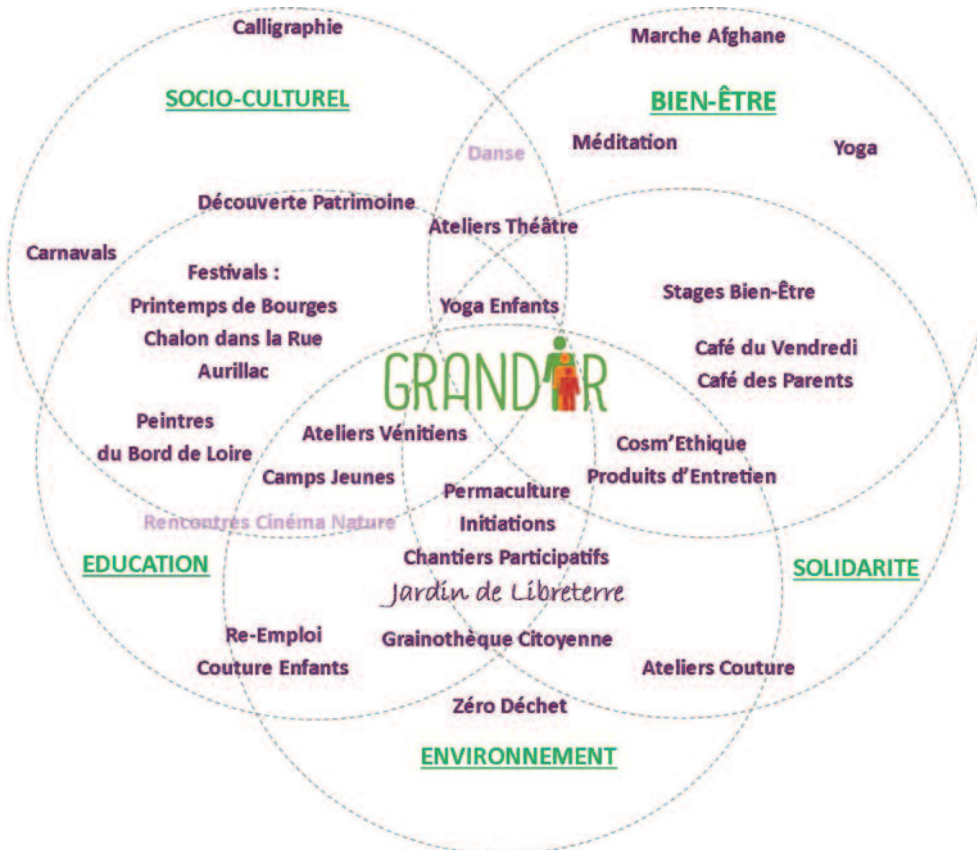 Calligraphie
Marche Afghane
SOCIO-CULTUREL
BIEN-ÊTRE
Danse
Méditation
Yoga
Découverte Patrimoine
Ateliers Théâtre
Carnavals
Festivals :
Printemps de Bourges
Chalon dans la Rue
Aurillac
Yoga Enfants
Stages Bien-Être
Café du Vendredi
Café des Parents
GRANDIR
Peintres
du Bord de Loire
Ateliers Vénitiens
Camps Jeunes
Cosm'Ethique
Produits d'Entretien
Rencontres Cinéma Nature
Permaculture
Initiations
Chantiers Participatifs
Jardin de Libreterre
EDUCATION
SOLIDARITE
Re-Emploi
Couture Enfants
Grainothèque Citoyenne
Ateliers Couture
Zéro Déchet
ENVIRONNEMENT